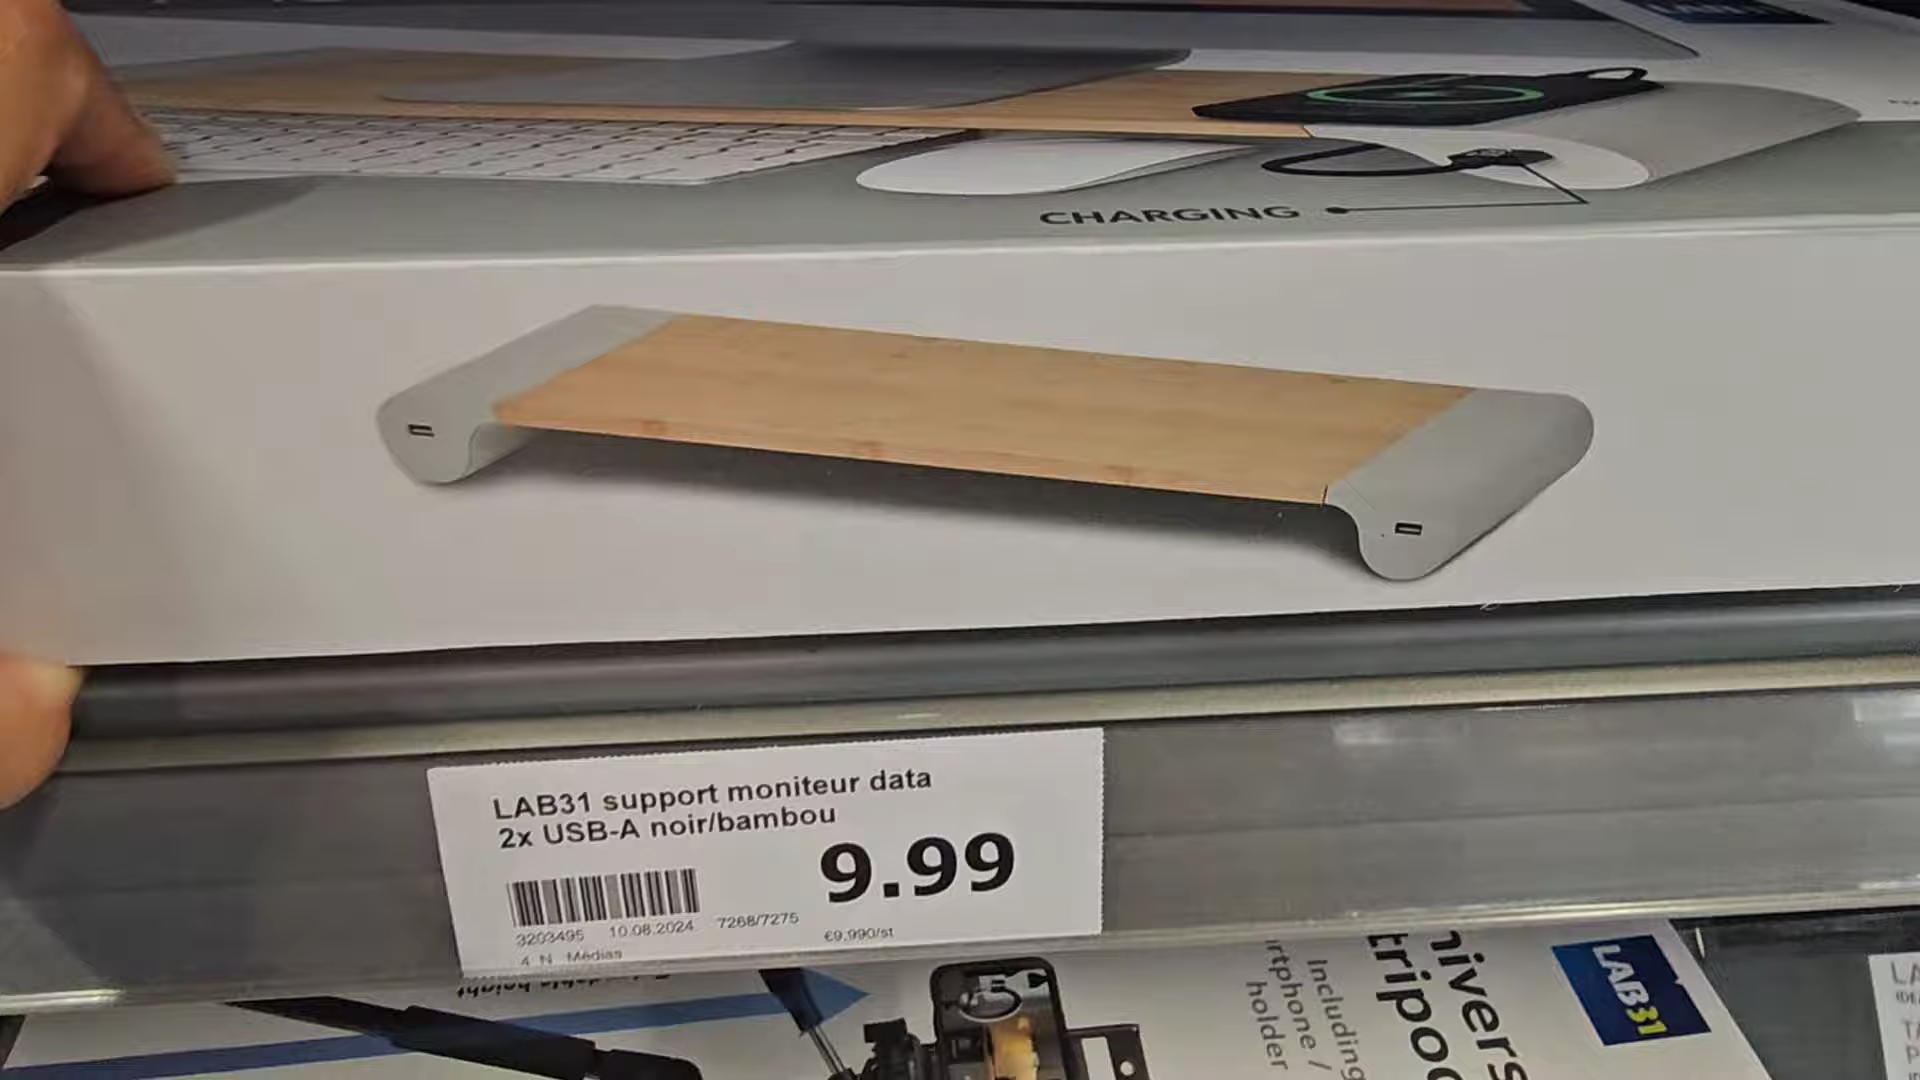 CHARGING
LAB31 support moniteur data
2x USB-A noir/bambou
9.99
3203495 10.08.2024 7268/7275
€9,990/st
4 N Médias
holder
Including
LAB31